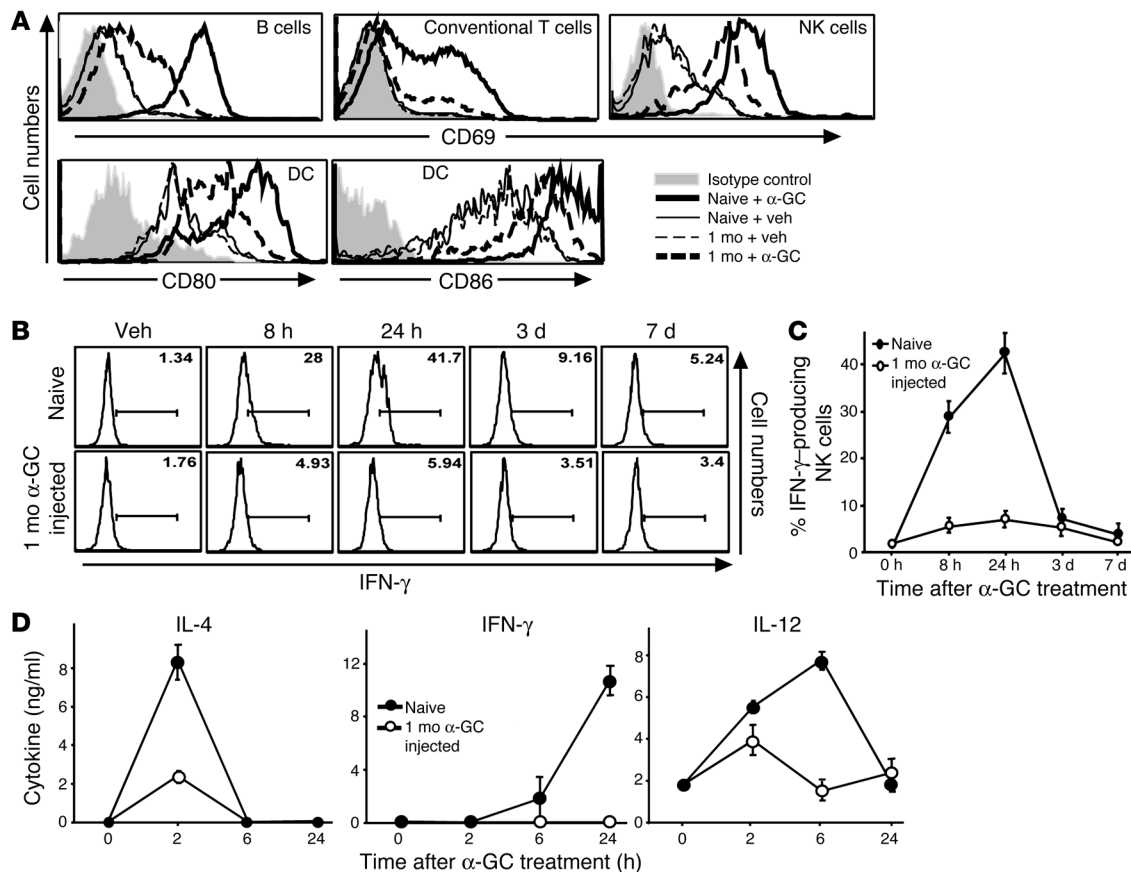 A
B cells
Conventional T cells
NK cells
Cell numbers
CD69
DC
DC
CD80
CD86
Isotype control
Naive + α-GC
Naive + veh
1 mo + veh
1 mo + α-GC
B
Veh
8 h
24 h
3 d
7 d
Naive
1.34
28
41.7
9.16
5.24
1 mo α-GC
injected
1.76
4.93
5.94
3.51
3.4
Cell numbers
IFN-γ
C
Naive
1 mo α-GC
injected
% IFN-γ–producing
NK cells
40
30
20
10
0
0 h
8 h
24 h
3 d
7 d
Time after α-GC treatment
D
IL-4
IFN-γ
IL-12
Cytokine (ng/ml)
8
6
4
2
0
0
2
6
24
12
8
4
0
Naive
1 mo α-GC
injected
0
2
6
24
8
6
4
2
0
0
2
6
24
Time after α-GC treatment (h)